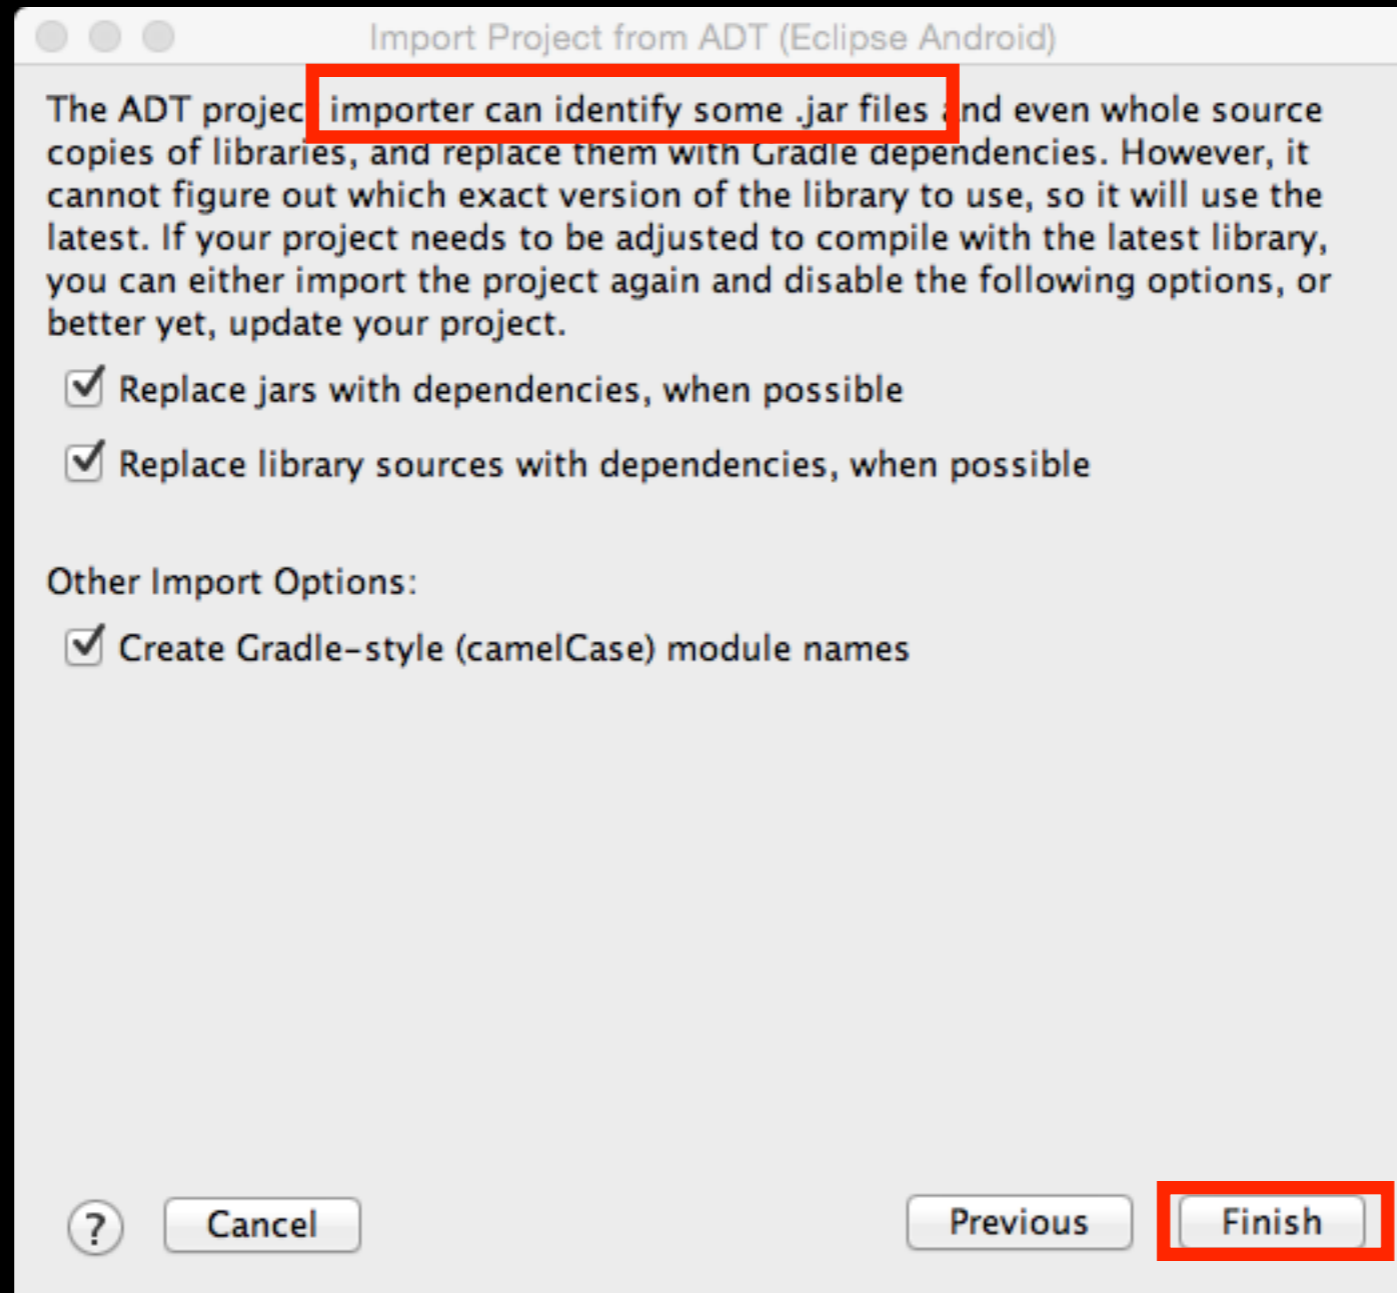 Import Project from ADT (Eclipse Android)
The ADT project importer can identify some .jar files and even whole source
copies of libraries, and replace them with Gradle dependencies. However, it
cannot figure out which exact version of the library to use, so it will use the
latest. If your project needs to be adjusted to compile with the latest library,
you can either import the project again and disable the following options, or
better yet, update your project.
Replace jars with dependencies, when possible
Replace library sources with dependencies, when possible
Other Import Options:
Create Gradle-style (camelCase) module names
? Cancel Previous Finish